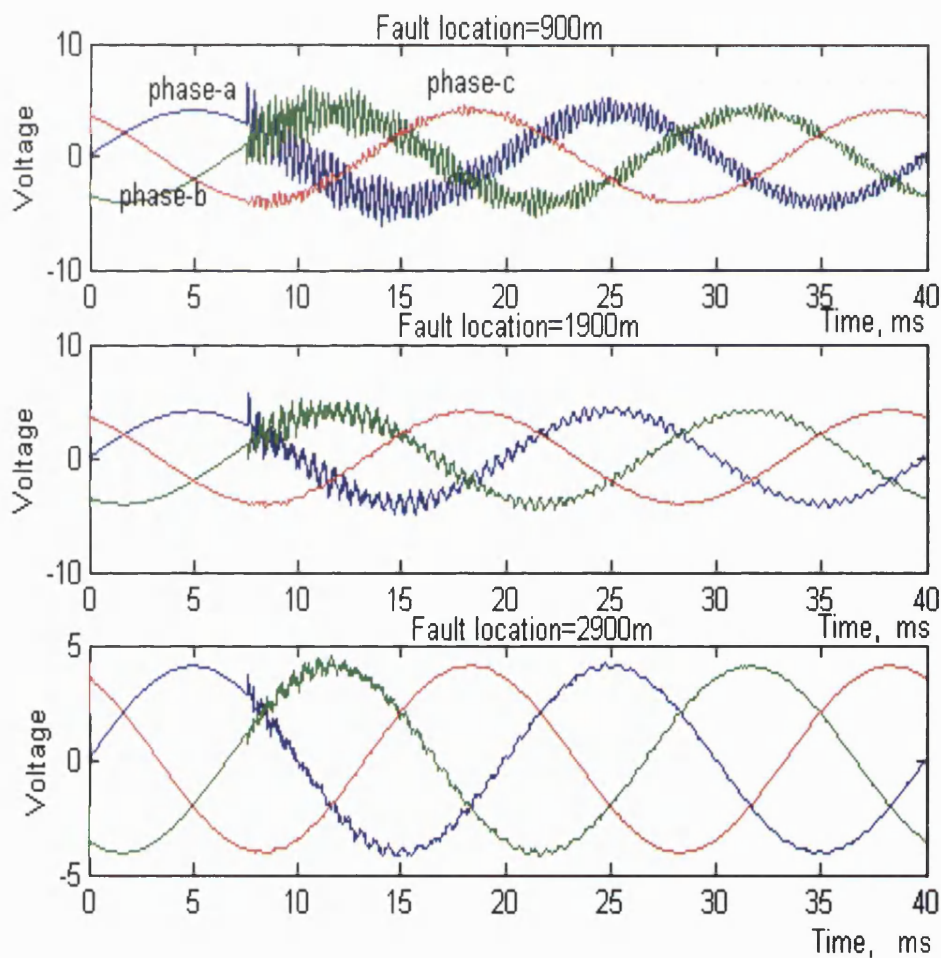 Fault location=900m
10
phase-a
phase-c
Voltage
0
phase-b
-10
0 5 10 15 20 25 30 35 40
Time, ms
Fault location=1900m
10
Voltage
0
-10
0 5 10 15 20 25 30 35 40
Time, ms
Fault location=2900m
5
Voltage
0
-5
0 5 10 15 20 25 30 35 40
Time, ms